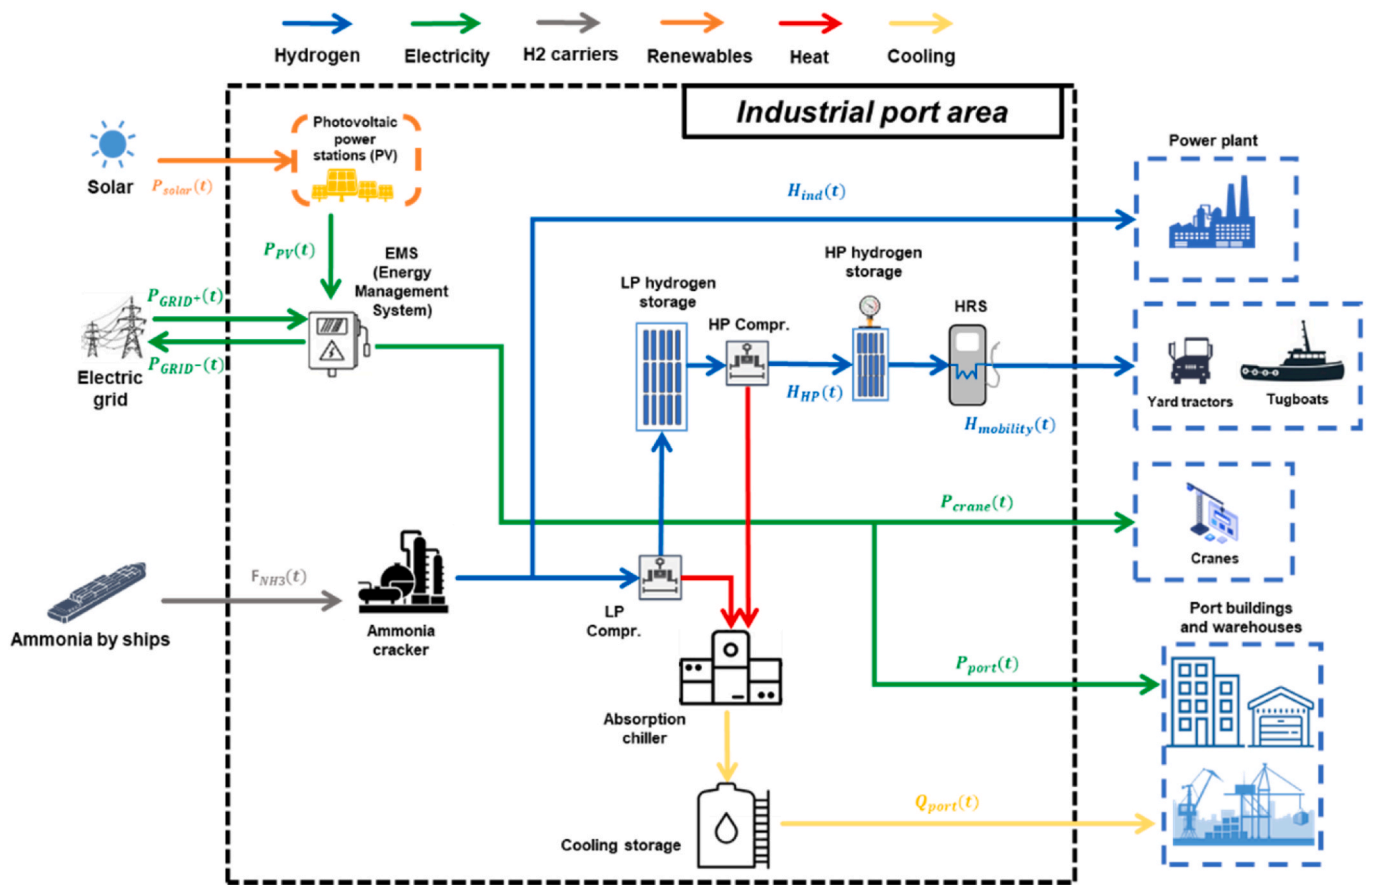 Hydrogen
Electricity
H2 carriers
Renewables
Heat
Cooling
Industrial port area
Photovoltaic
power
stations (PV)
Solar
P_solar(t)
P_PV(t)
EMS
(Energy
Management
System)
P_GRID+(t)
P_GRID-(t)
Electric
grid
H_ind(t)
Power plant
LP hydrogen
storage
HP Compr.
HP hydrogen
storage
HRS
H_HP(t)
H_mobility(t)
Yard tractors
Tugboats
P_crane(t)
Cranes
F_NH3(t)
Ammonia by ships
Ammonia
cracker
LP
Compr.
Absorption
chiller
P_port(t)
Port buildings
and warehouses
Cooling storage
Q_port(t)